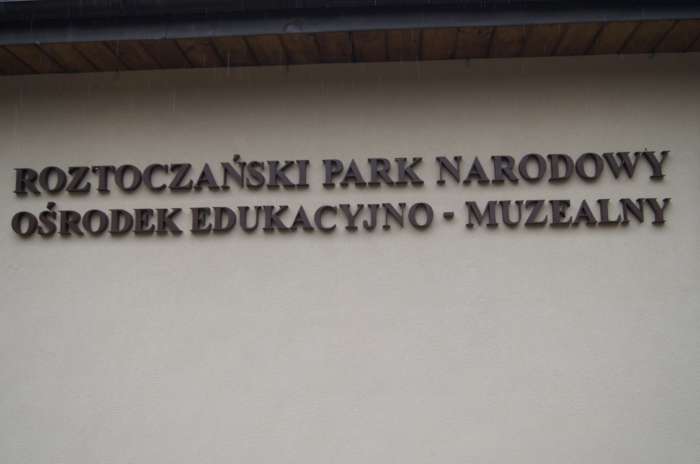 ROZTOCZAŃSKI PARK NARODOWY
OŚRODEK EDUKACYJNO - MUZEALNY